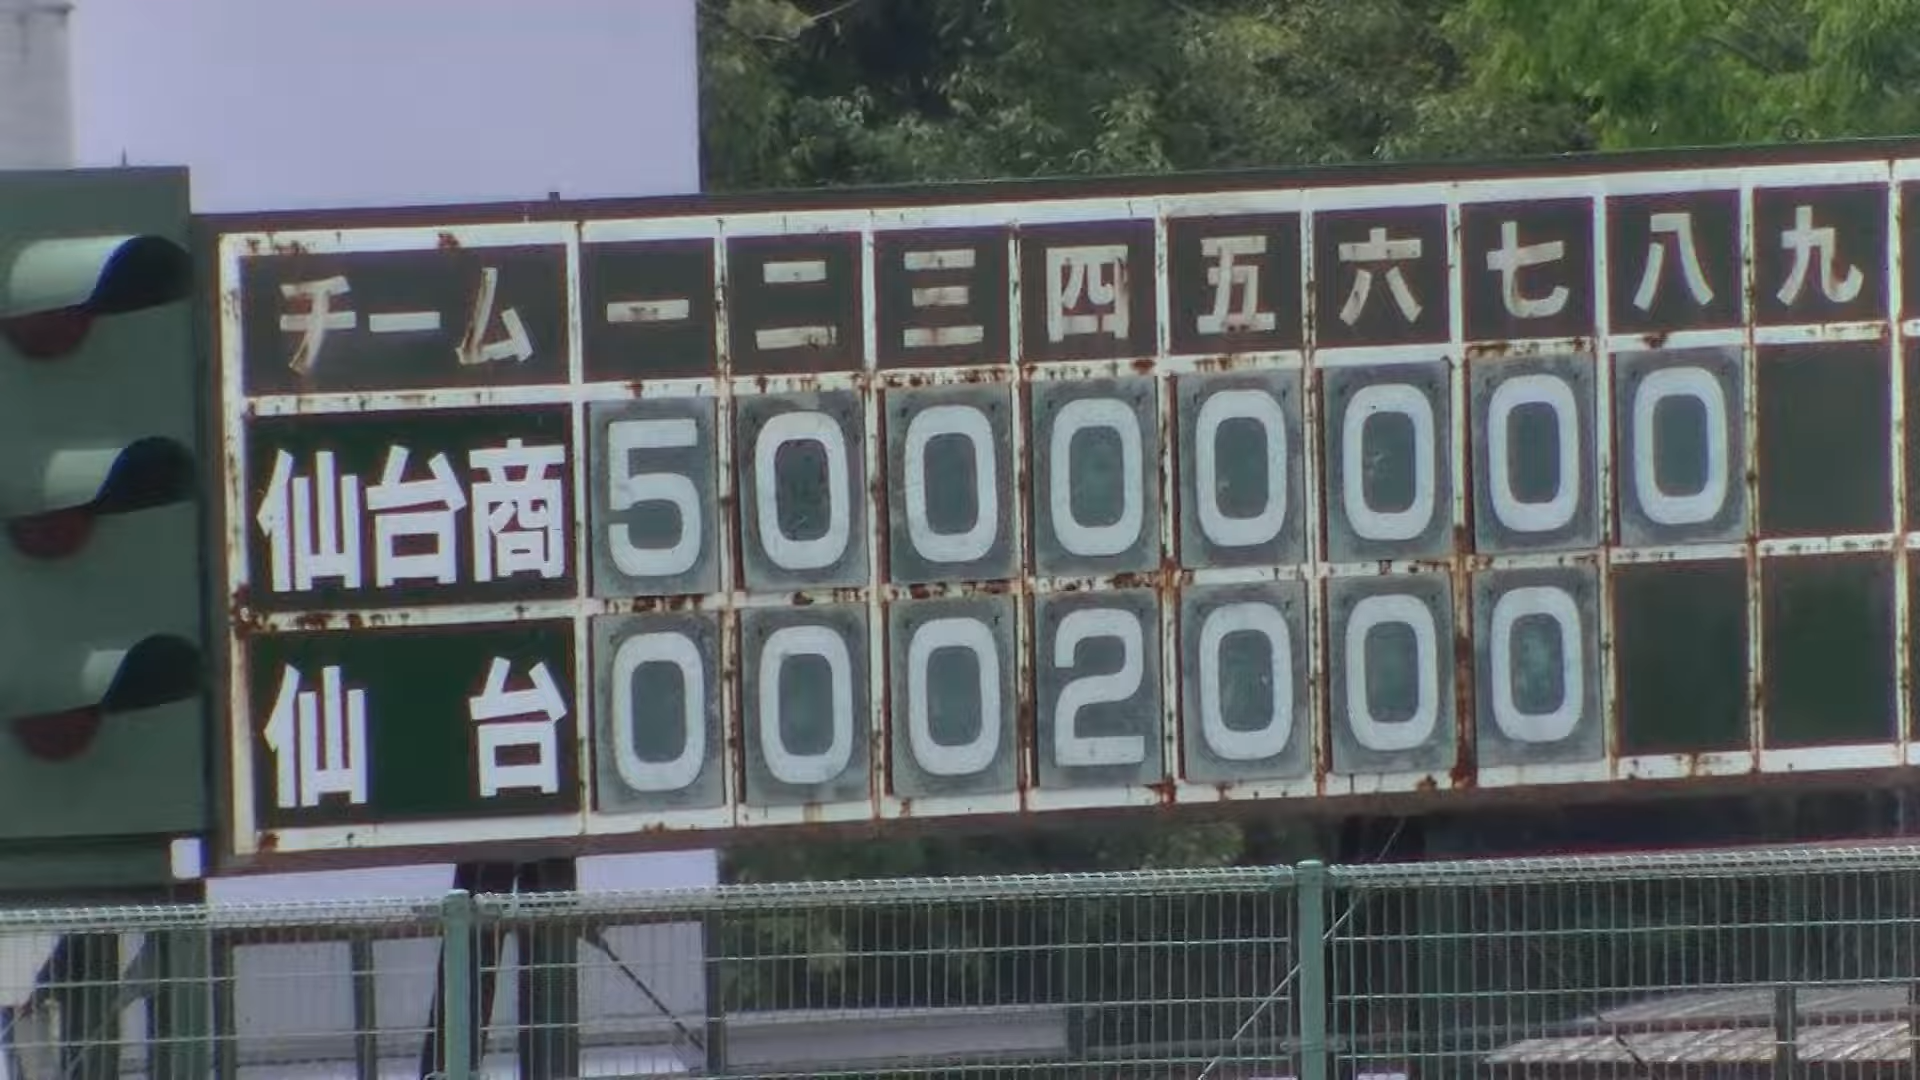 チーム 一 二 三 四 五 六 七 八 九
仙台商 5 0 0 0 0 0 0 0
仙台 0 0 0 2 0 0 0